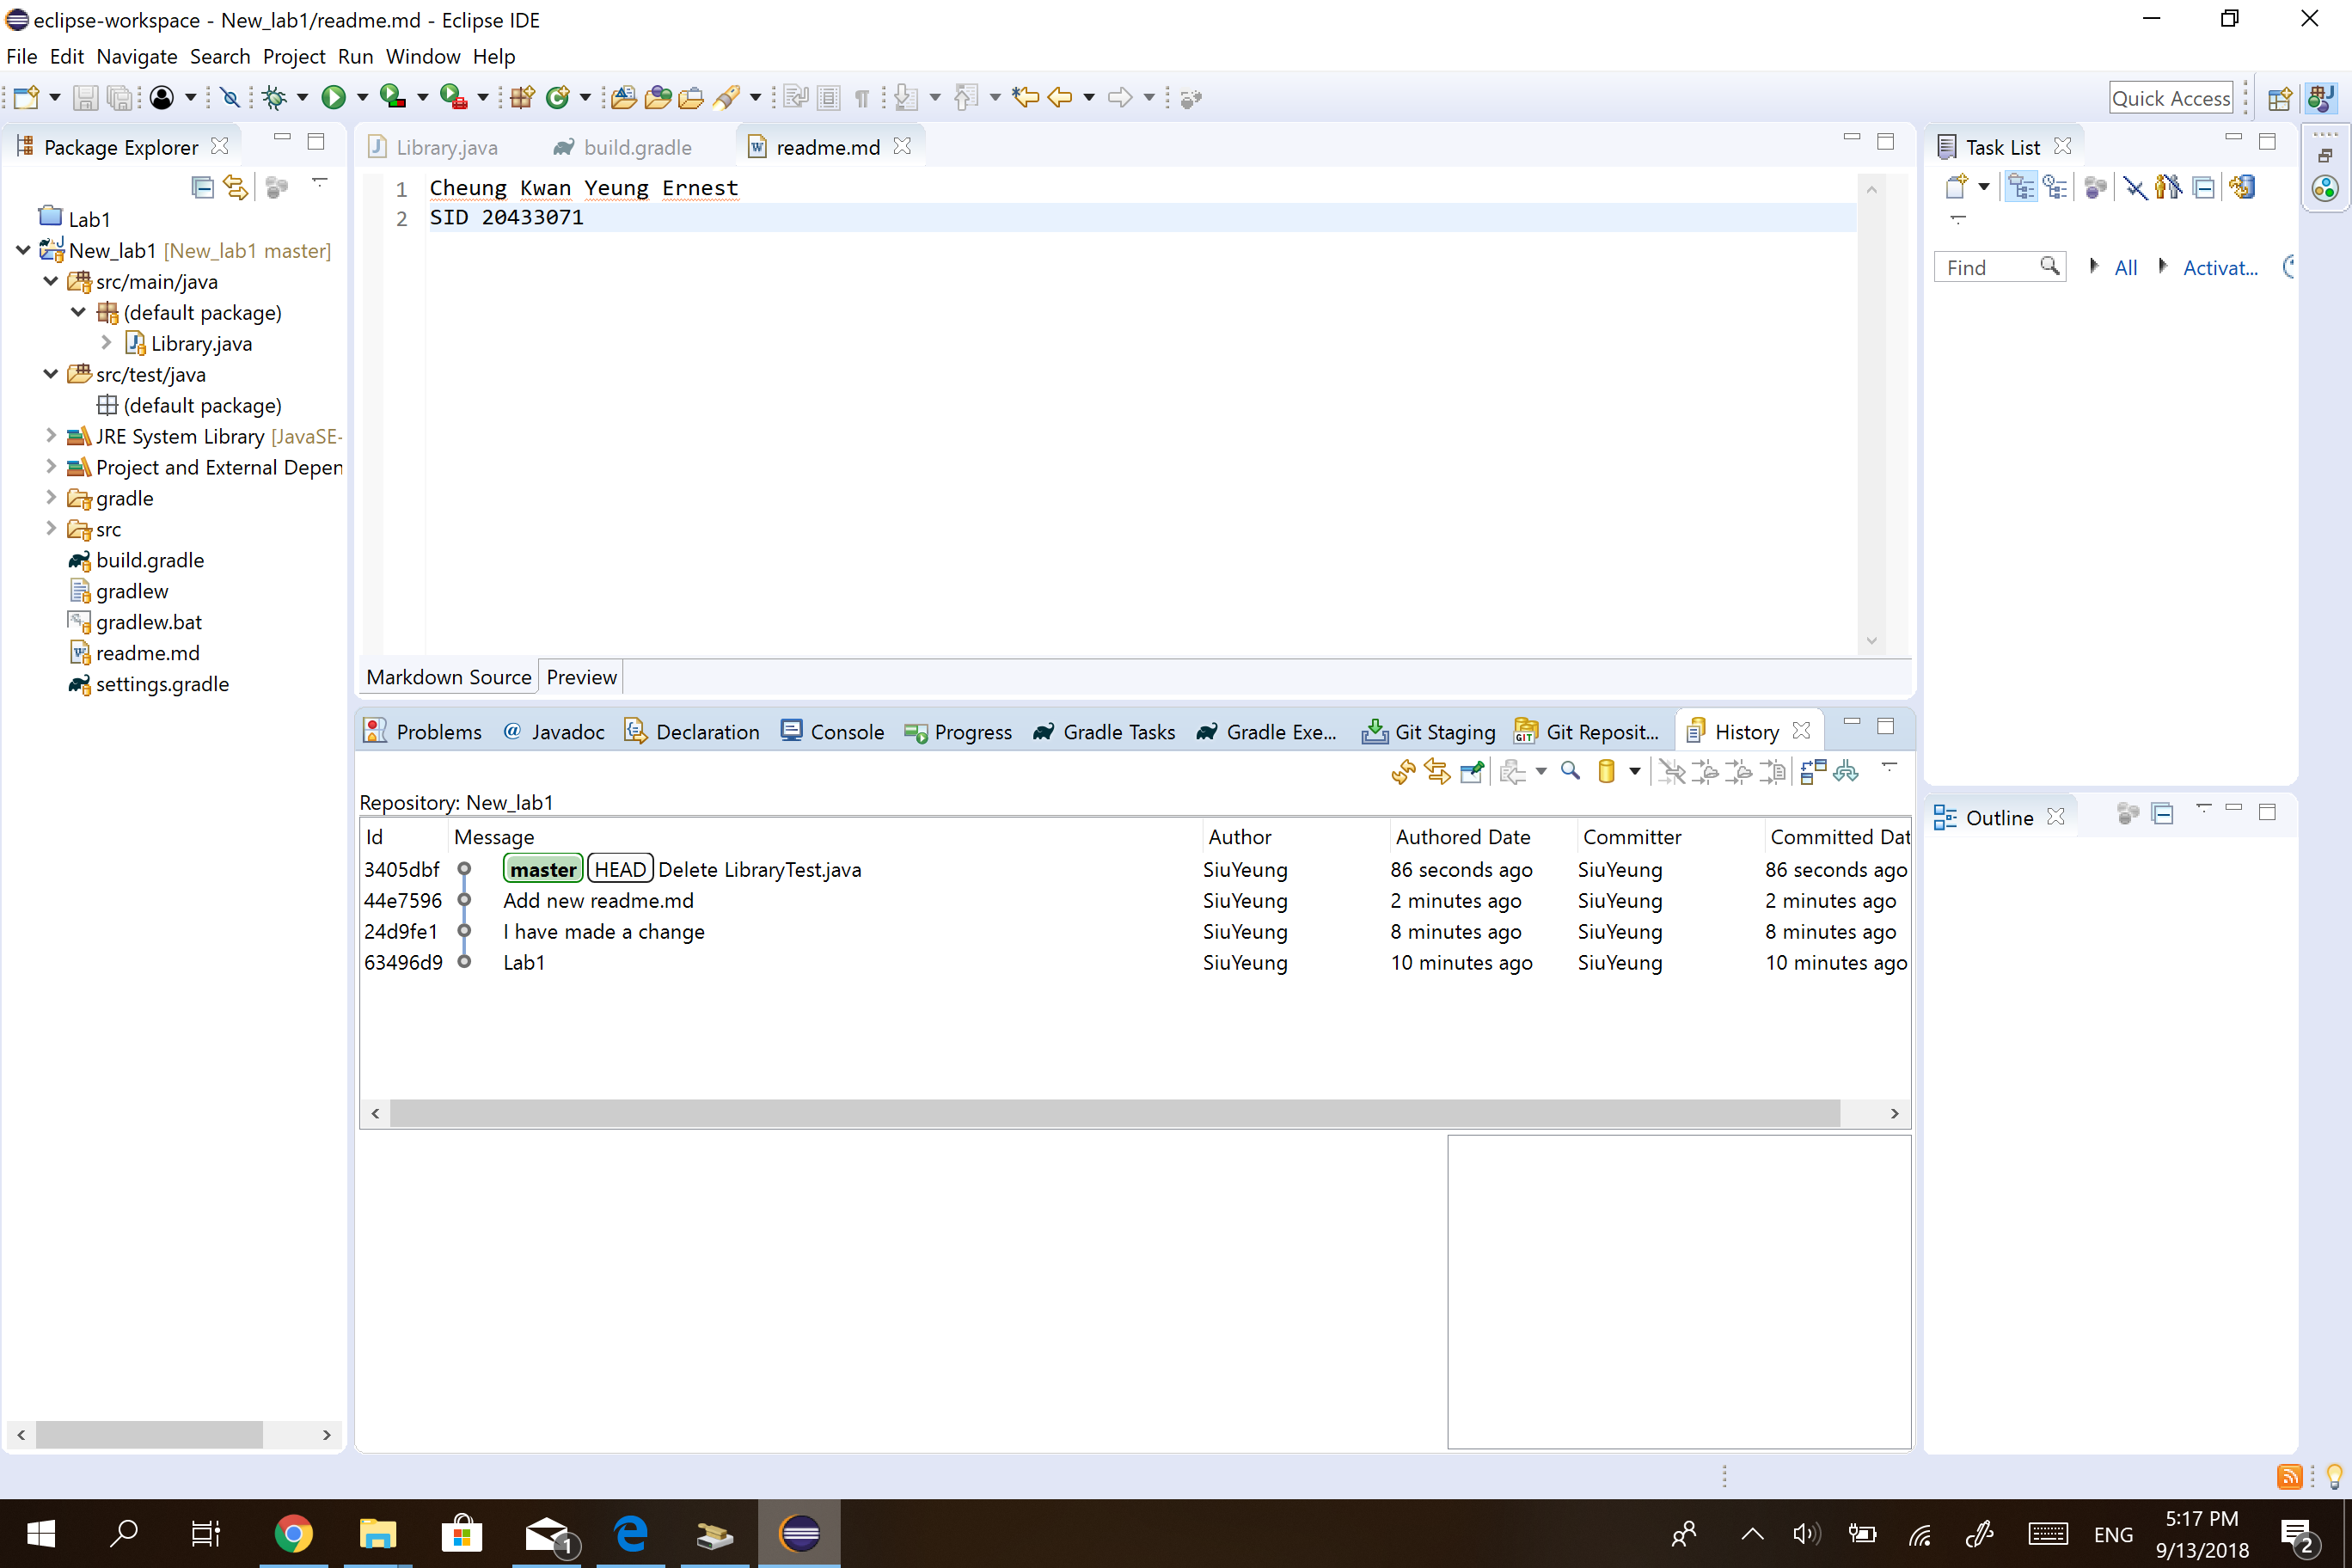 eclipse-workspace - New_lab1/readme.md - Eclipse IDE
File Edit Navigate Search Project Run Window Help
Quick Access
Package Explorer
Lab1
New_lab1 [New_lab1 master]
src/main/java
(default package)
Library.java
src/test/java
(default package)
JRE System Library [JavaSE-
Project and External Depen
gradle
src
build.gradle
gradlew
gradlew.bat
readme.md
settings.gradle
Library.java build.gradle readme.md
1 Cheung Kwan Yeung Ernest
2 SID 20433071
Markdown Source Preview
Task List
Find All Activat...
Problems Javadoc Declaration Console Progress Gradle Tasks Gradle Exe... Git Staging Git Reposit... History
Repository: New_lab1
Id Message Author Authored Date Committer Committed Dat
3405dbf master HEAD Delete LibraryTest.java SiuYeung 86 seconds ago SiuYeung 86 seconds ago
44e7596 Add new readme.md SiuYeung 2 minutes ago SiuYeung 2 minutes ago
24d9fe1 I have made a change SiuYeung 8 minutes ago SiuYeung 8 minutes ago
63496d9 Lab1 SiuYeung 10 minutes ago SiuYeung 10 minutes ago
Outline
1
ENG
5:17 PM
9/13/2018
2